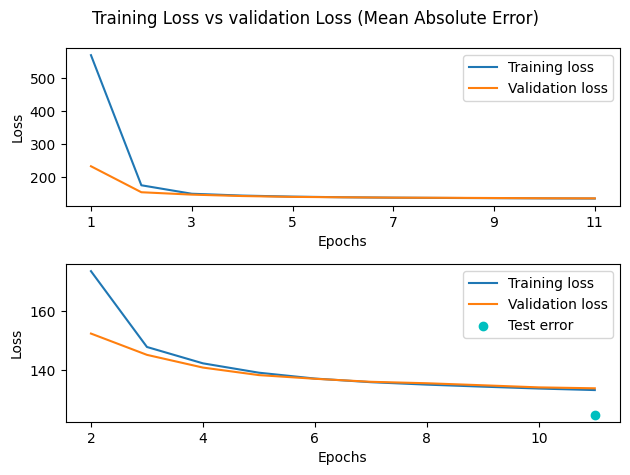 Training Loss vs validation Loss (Mean Absolute Error)
500
400
300
200
Loss
Training loss
Validation loss
1 3 5 7 9 11
Epochs
160
140
Loss
Training loss
Validation loss
Test error
2 4 6 8 10
Epochs